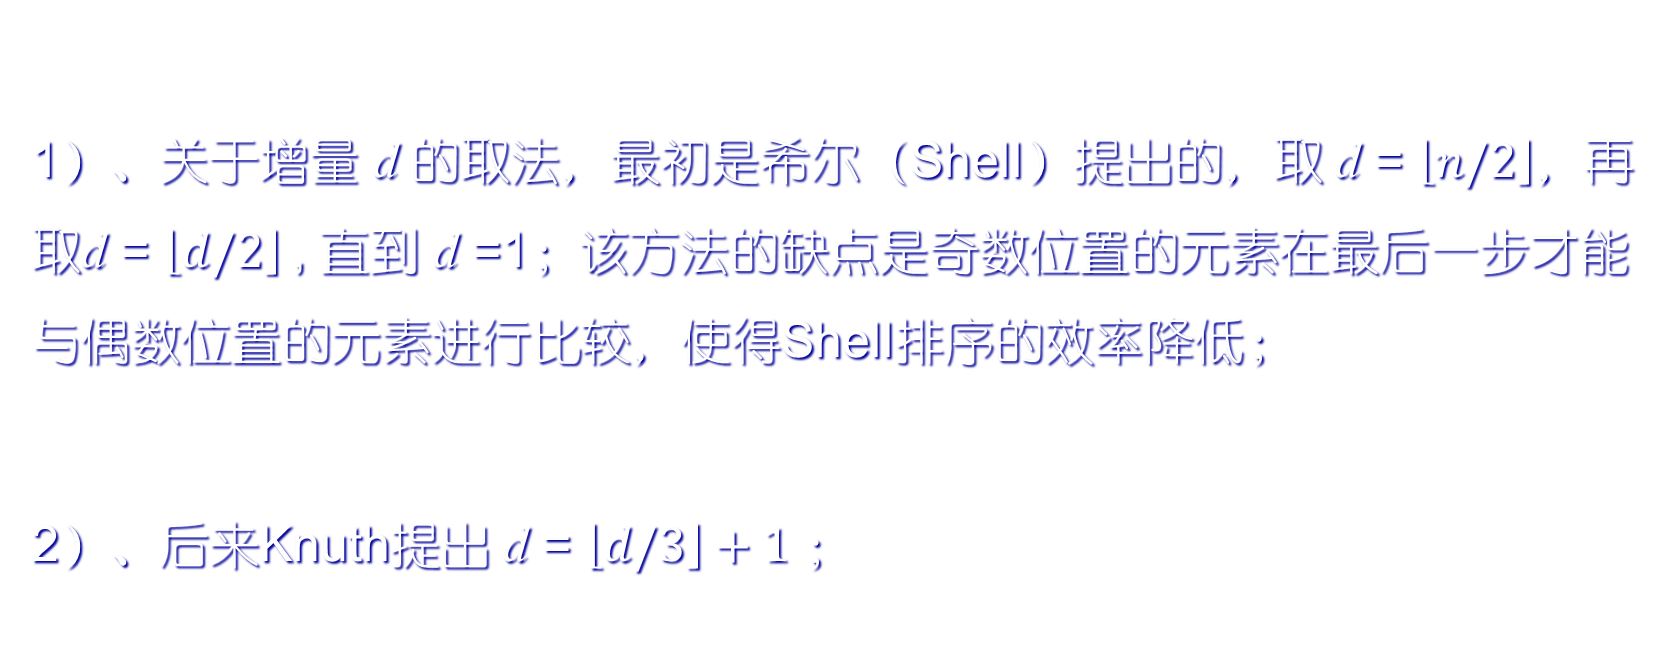 1）、关于增量 d 的取法，最初是希尔（Shell）提出的，取 d = ⌊n/2⌋，再
取d = ⌊d/2⌋ , 直到 d =1；该方法的缺点是奇数位置的元素在最后一步才能
与偶数位置的元素进行比较，使得Shell排序的效率降低；
2）、后来Knuth提出 d = ⌊d/3⌋ + 1 ；